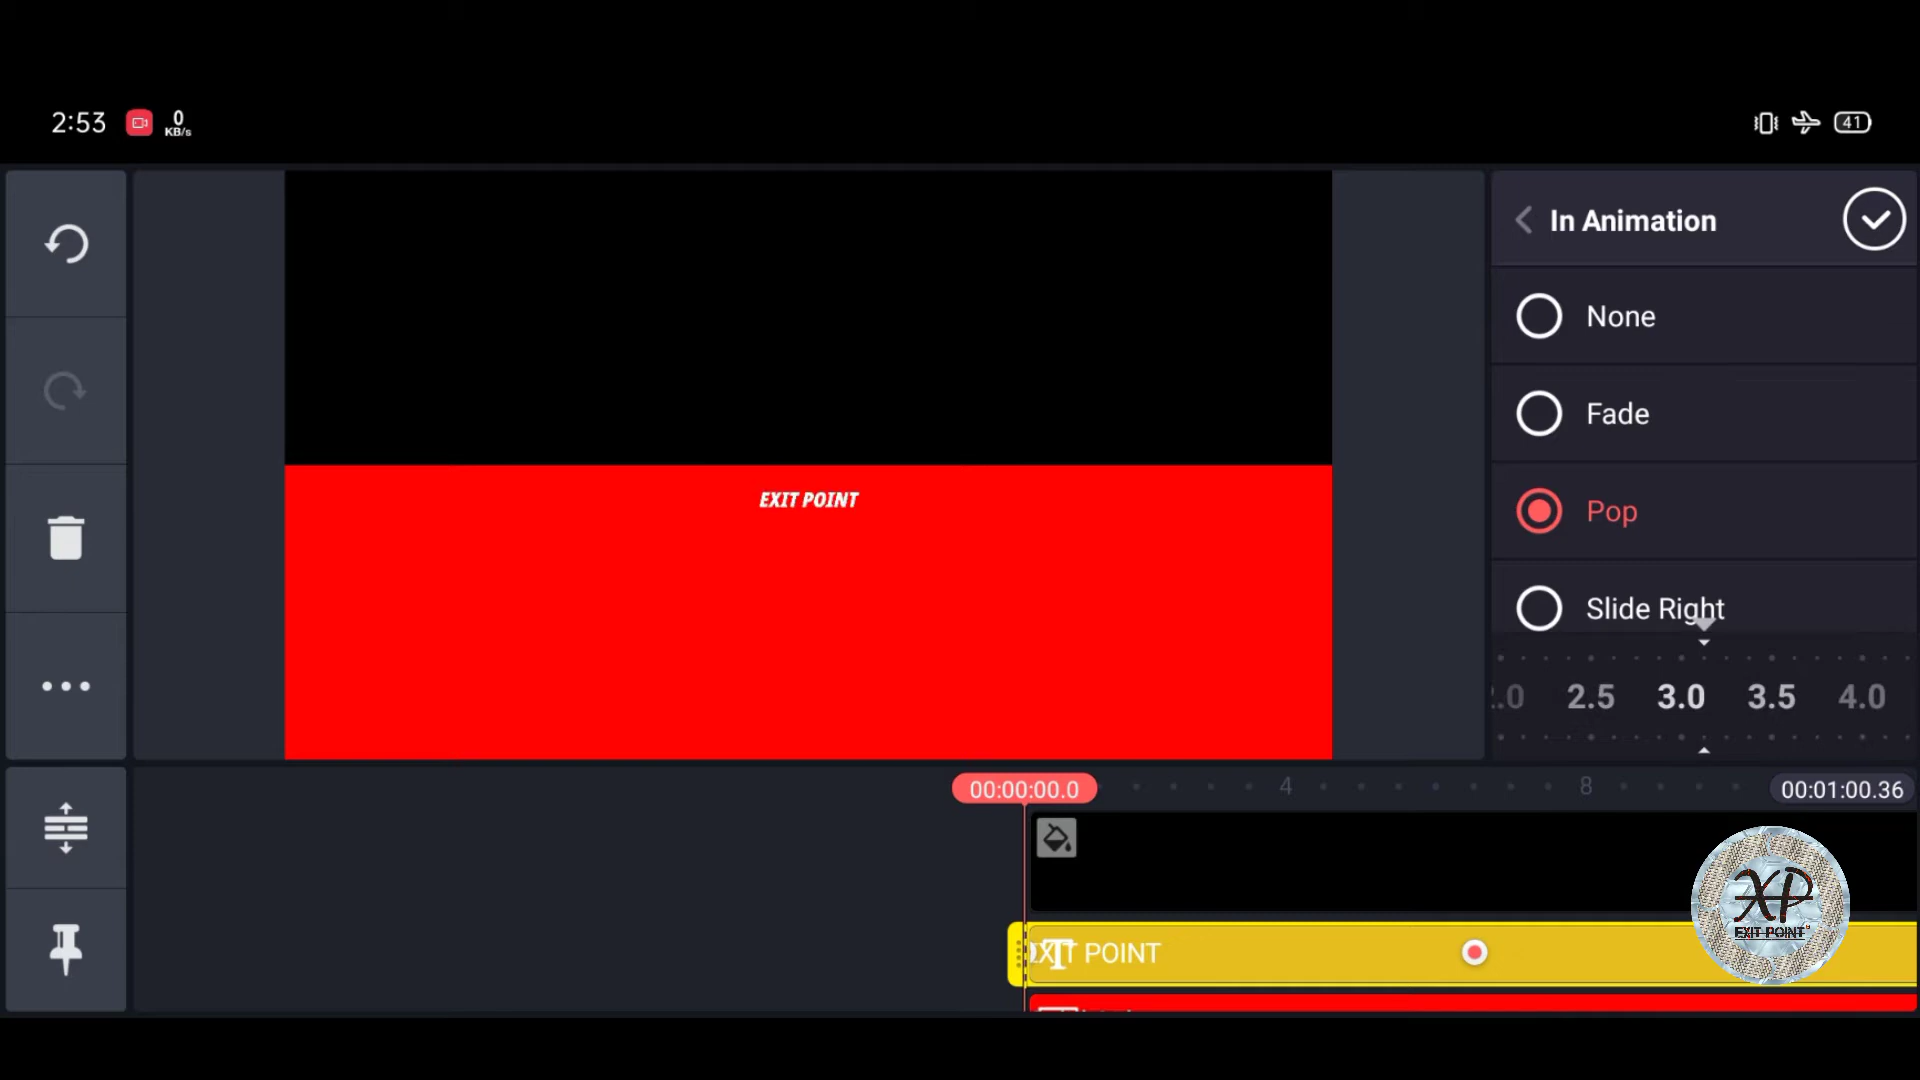 2:53
0
KB/s
41
In Animation
None
Fade
EXIT POINT
Pop
Slide Right
.0 2.5 3.0 3.5 4.0
00:00:00.0
4
8
00:01:00.36
XP
EXIT POINT
EXIT POINT